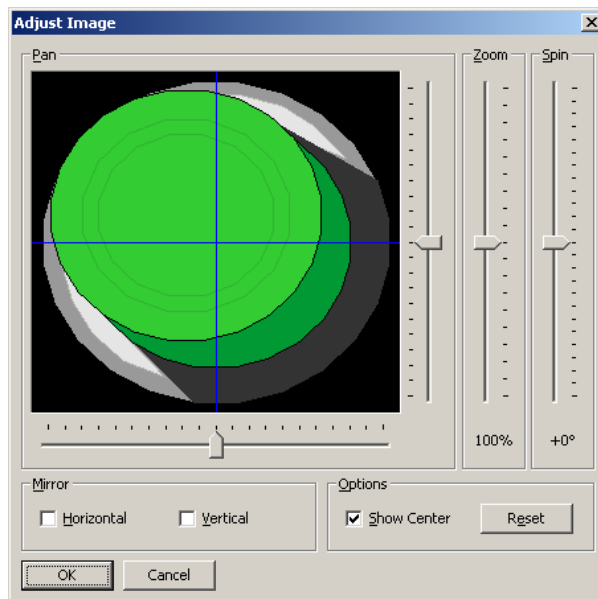 Adjust Image
Pan
Zoom
Spin
100%
+0°
Mirror
Horizontal
Vertical
Options
Show Center
Reset
OK
Cancel